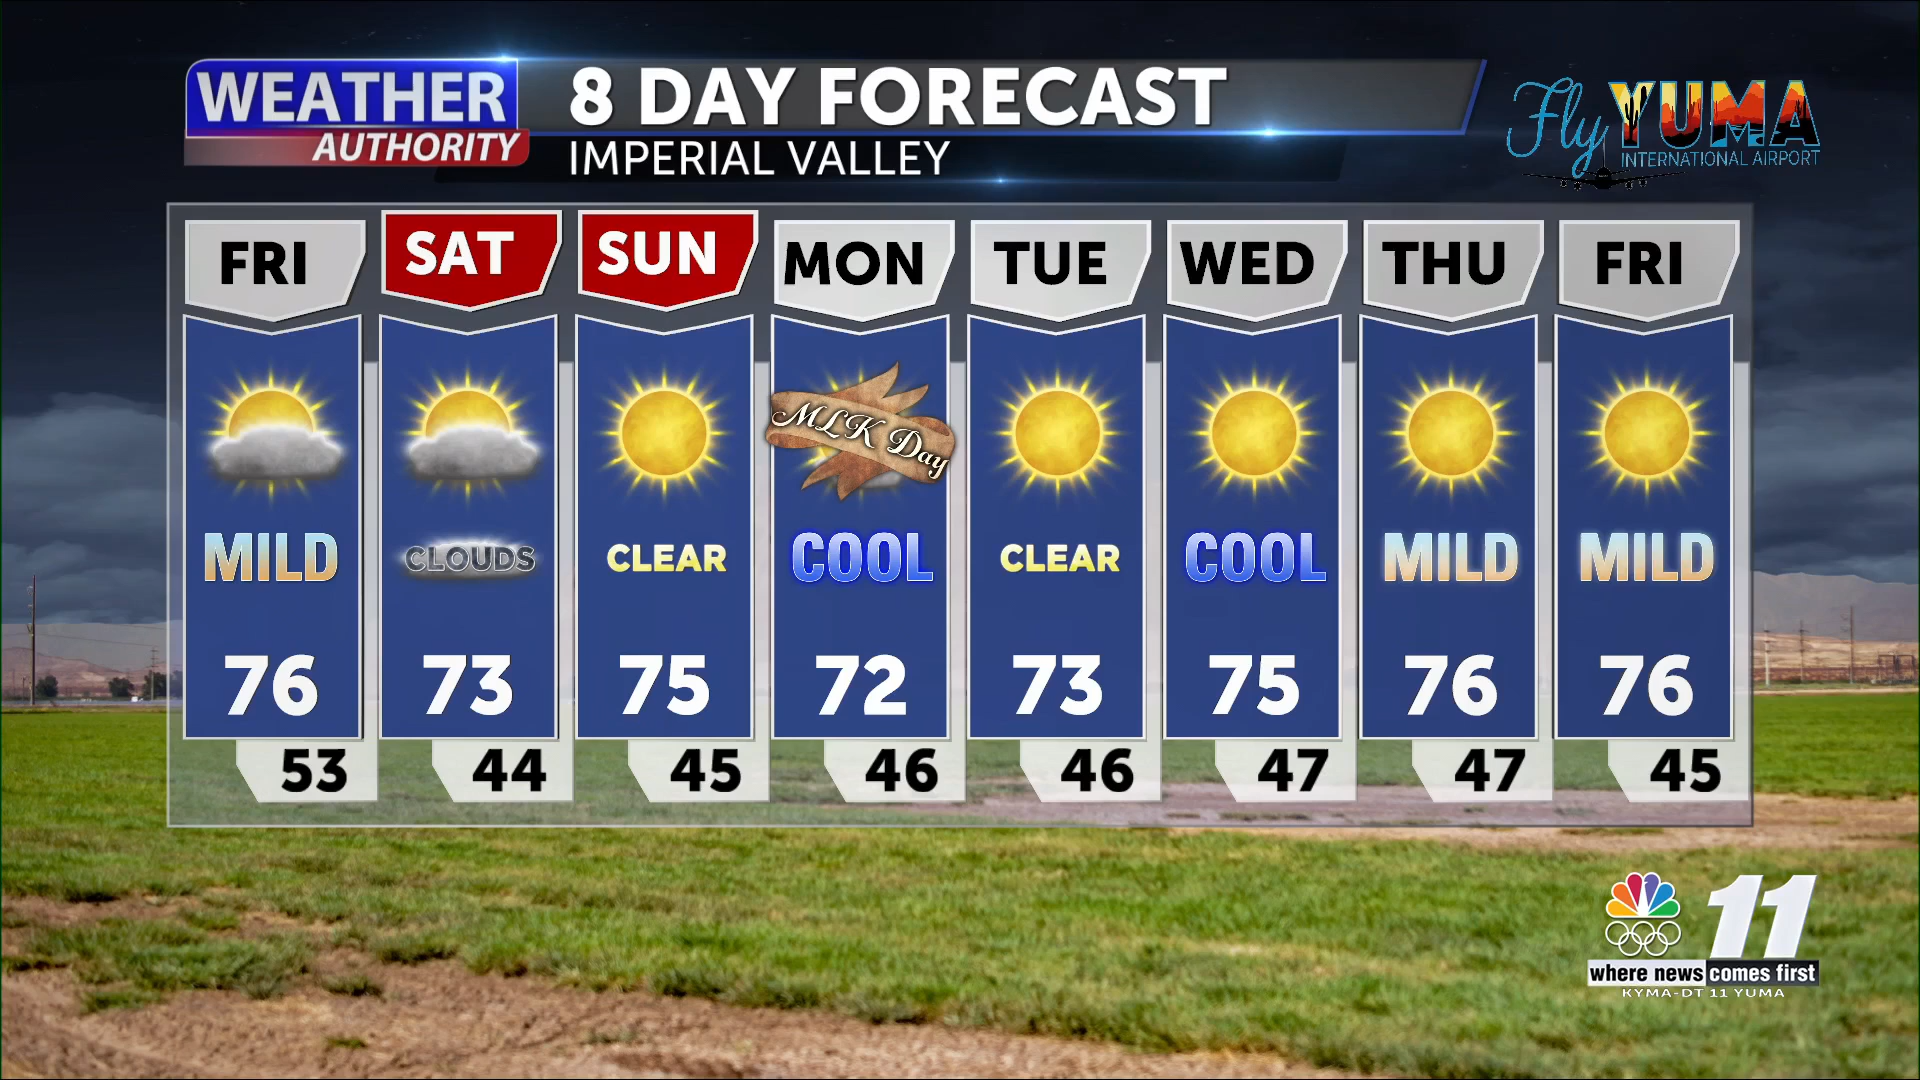 WEATHER
AUTHORITY
8 DAY FORECAST
IMPERIAL VALLEY
Fly YUMA
INTERNATIONAL AIRPORT
FRI SAT SUN MON TUE WED THU FRI
MLK Day
MILD CLOUDS CLEAR COOL CLEAR COOL MILD MILD
76 73 75 72 73 75 76 76
53 44 45 46 46 47 47 45
11
where news comes first
KYMA-DT 11 YUMA